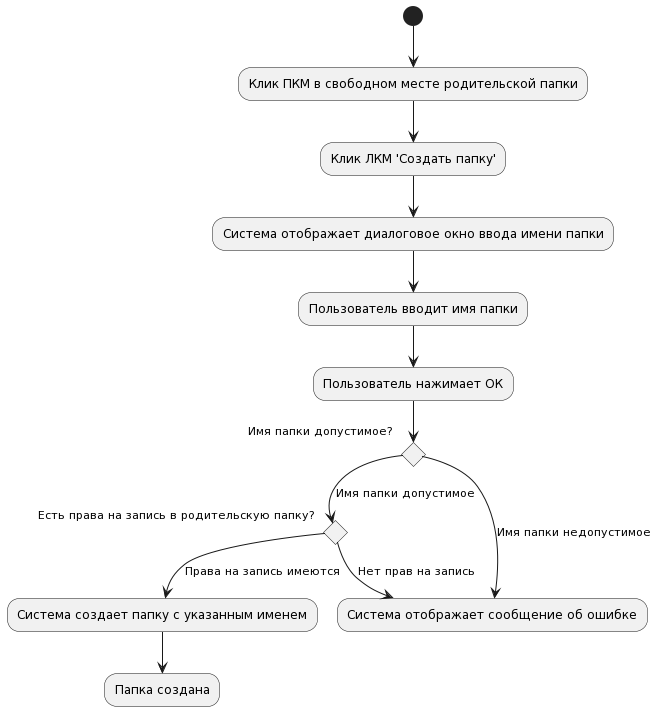 Клик ПКМ в свободном месте родительской папки
Клик ЛКМ 'Создать папку'
Система отображает диалоговое окно ввода имени папки
Пользователь вводит имя папки
Пользователь нажимает ОК
Имя папки допустимое?
Имя папки допустимое
Есть права на запись в родительскую папку?
Имя папки недопустимое
Права на запись имеются
Нет прав на запись
Система создает папку с указанным именем
Система отображает сообщение об ошибке
Папка создана